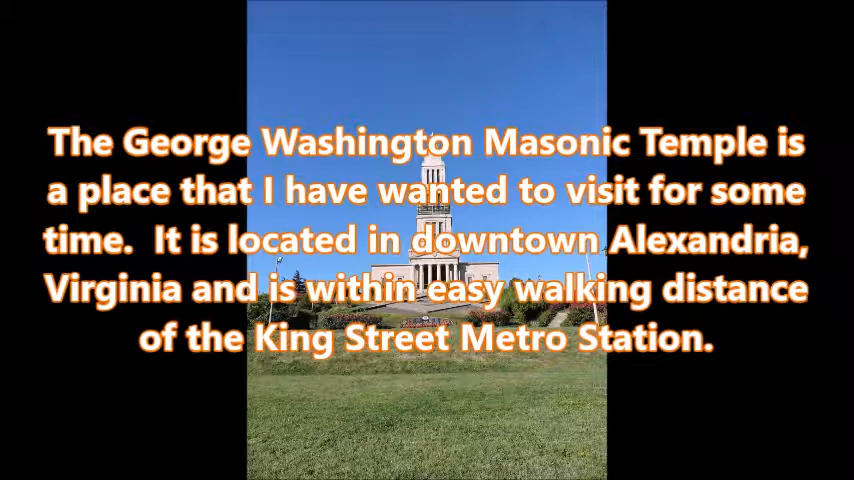 The George Washington Masonic Temple is
a place that I have wanted to visit for some
time.  It is located in downtown Alexandria,
Virginia and is within easy walking distance
of the King Street Metro Station.